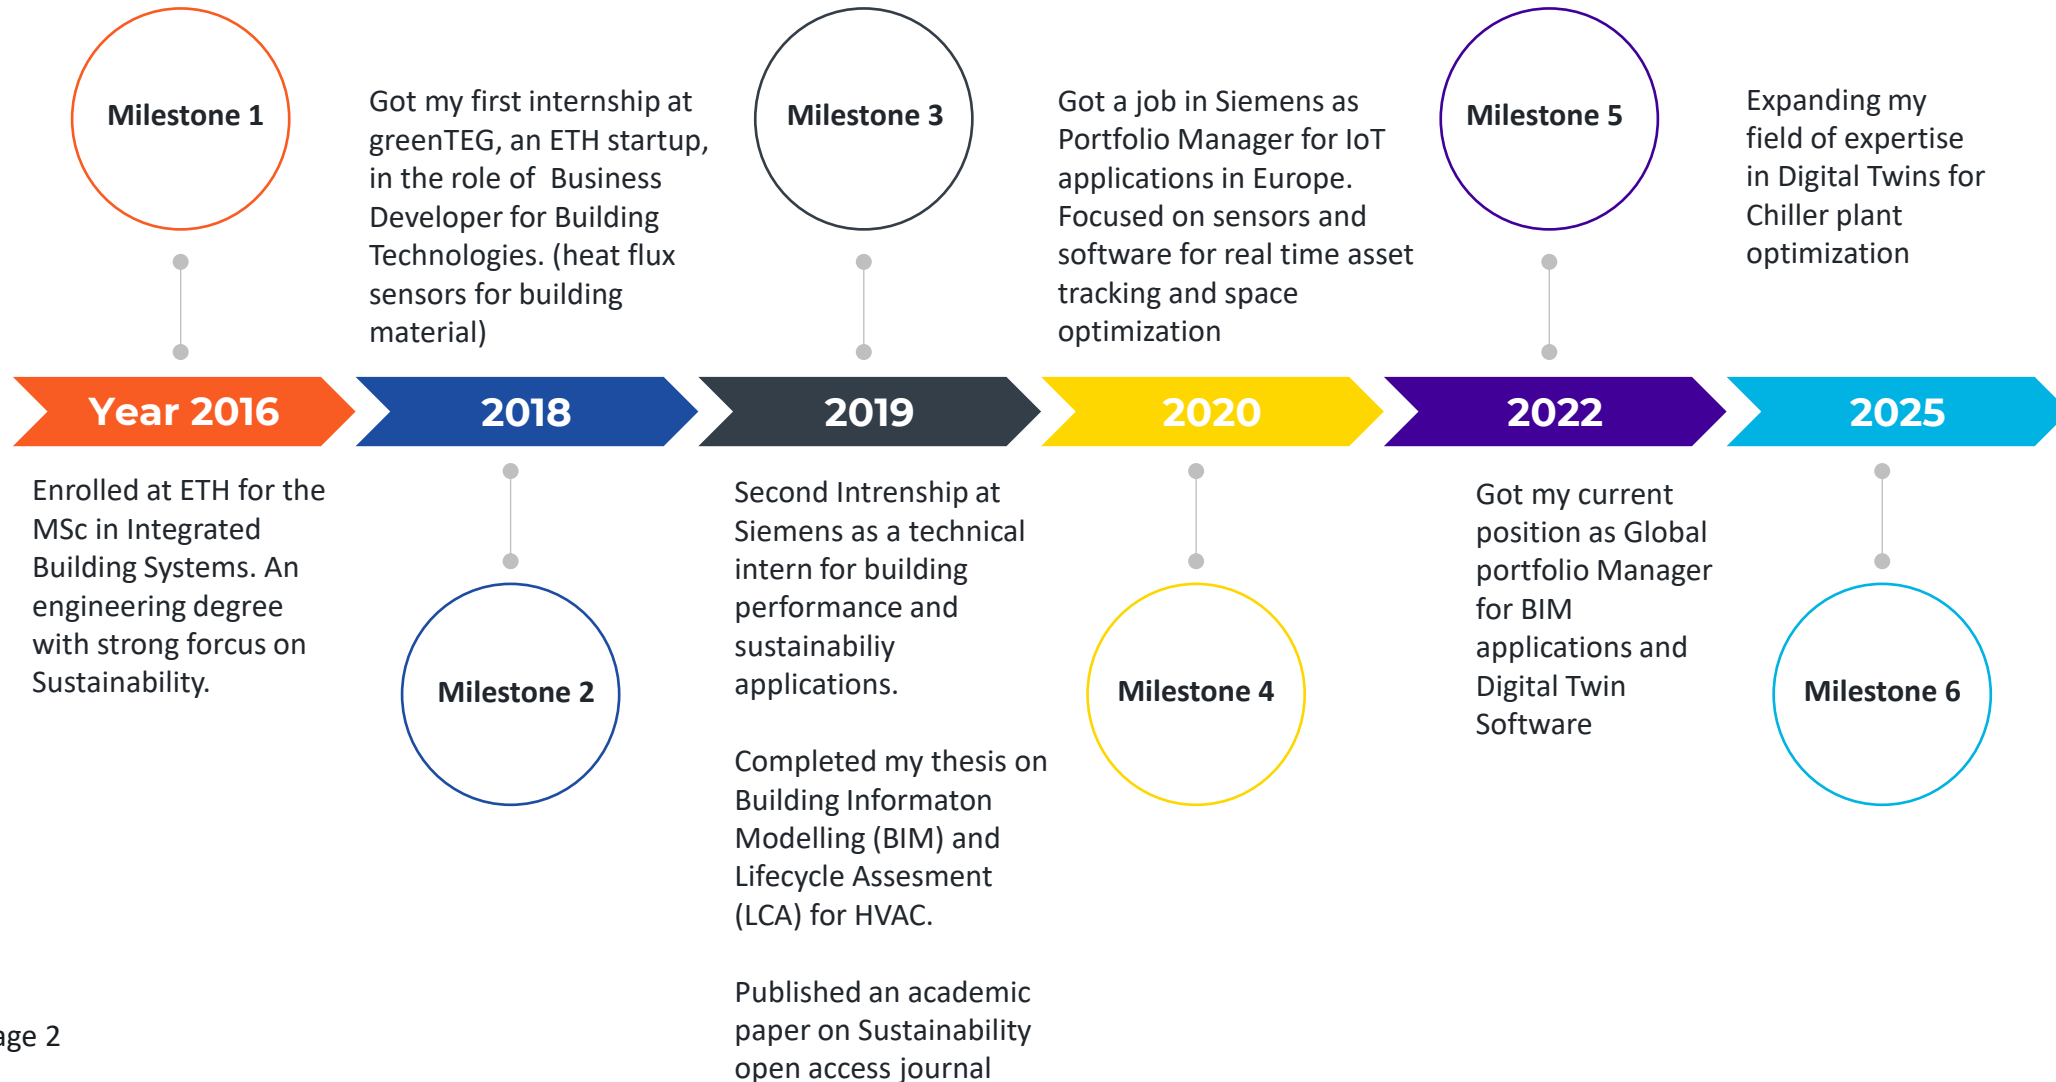 Milestone 1
Got my first internship at
greenTEG, an ETH startup,
in the role of  Business
Developer for Building
Technologies. (heat flux
sensors for building
material)
Milestone 3
Got a job in Siemens as
Portfolio Manager for IoT
applications in Europe.
Focused on sensors and
software for real time asset
tracking and space
optimization
Milestone 5
Expanding my
field of expertise
in Digital Twins for
Chiller plant
optimization
Year 2016
2018
2019
2020
2022
2025
Enrolled at ETH for the
MSc in Integrated
Building Systems. An
engineering degree
with strong forcus on
Sustainability.
Milestone 2
Second Intrenship at
Siemens as a technical
intern for building
performance and
sustainabiliy
applications.
Completed my thesis on
Building Informaton
Modelling (BIM) and
Lifecycle Assesment
(LCA) for HVAC.
Published an academic
paper on Sustainability
open access journal
Milestone 4
Got my current
position as Global
portfolio Manager
for BIM
applications and
Digital Twin
Software
Milestone 6
age 2